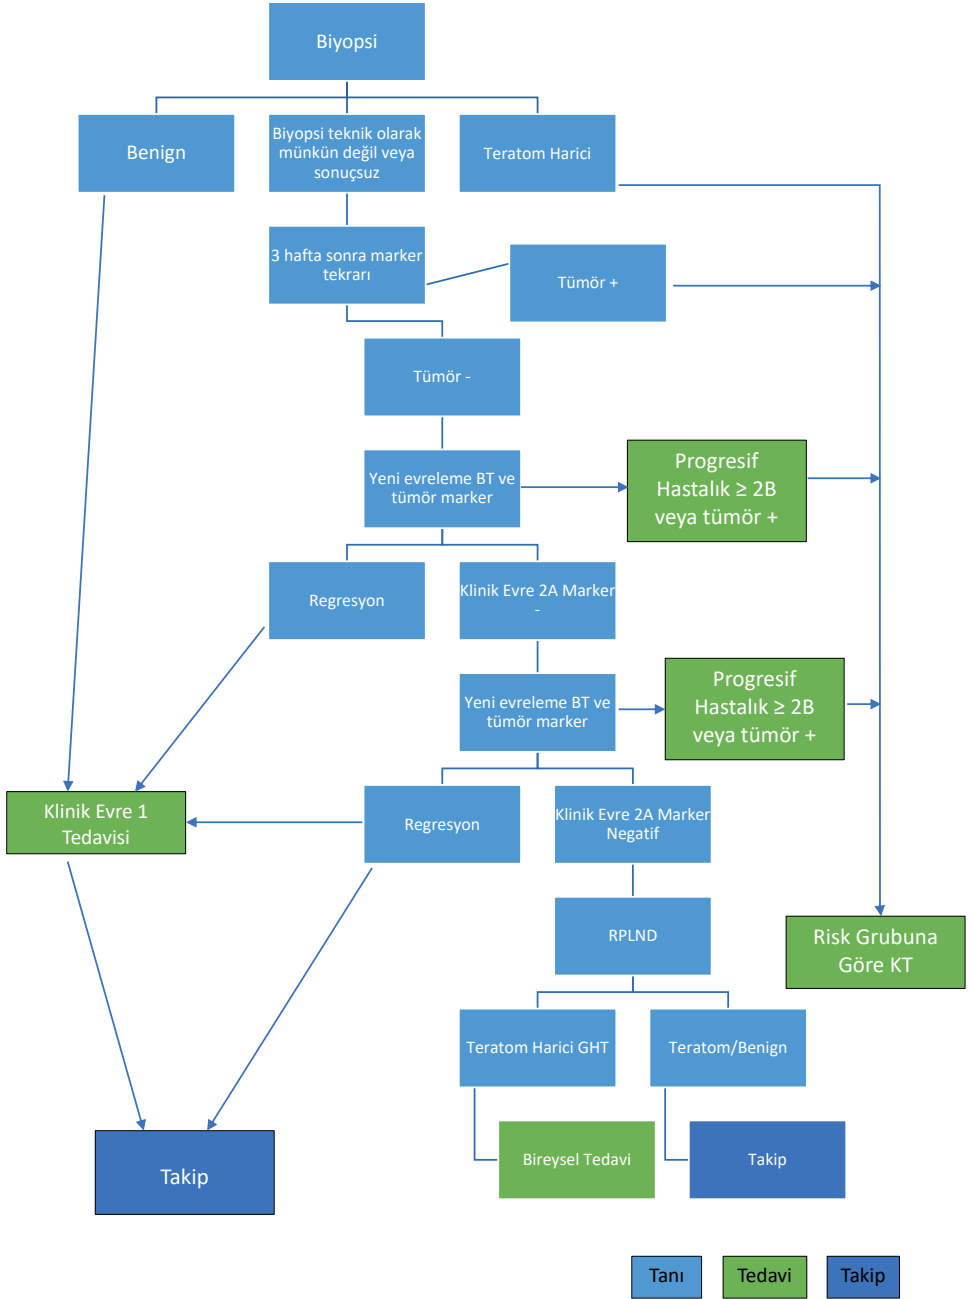 Biyopsi
Benign
Biyopsi teknik olarak
münkün değil veya
sonuçsuz
Teratom Harici
3 hafta sonra marker
tekrarı
Tümör +
Tümör -
Yeni evreleme BT ve
tümör marker
Progresif
Hastalık ≥ 2B
veya tümör +
Regresyon
Klinik Evre 2A Marker
-
Yeni evreleme BT ve
tümör marker
Progresif
Hastalık ≥ 2B
veya tümör +
Klinik Evre 1
Tedavisi
Regresyon
Klinik Evre 2A Marker
Negatif
RPLND
Risk Grubuna
Göre KT
Teratom Harici GHT
Teratom/Benign
Bireysel Tedavi
Takip
Takip
Tanı
Tedavi
Takip